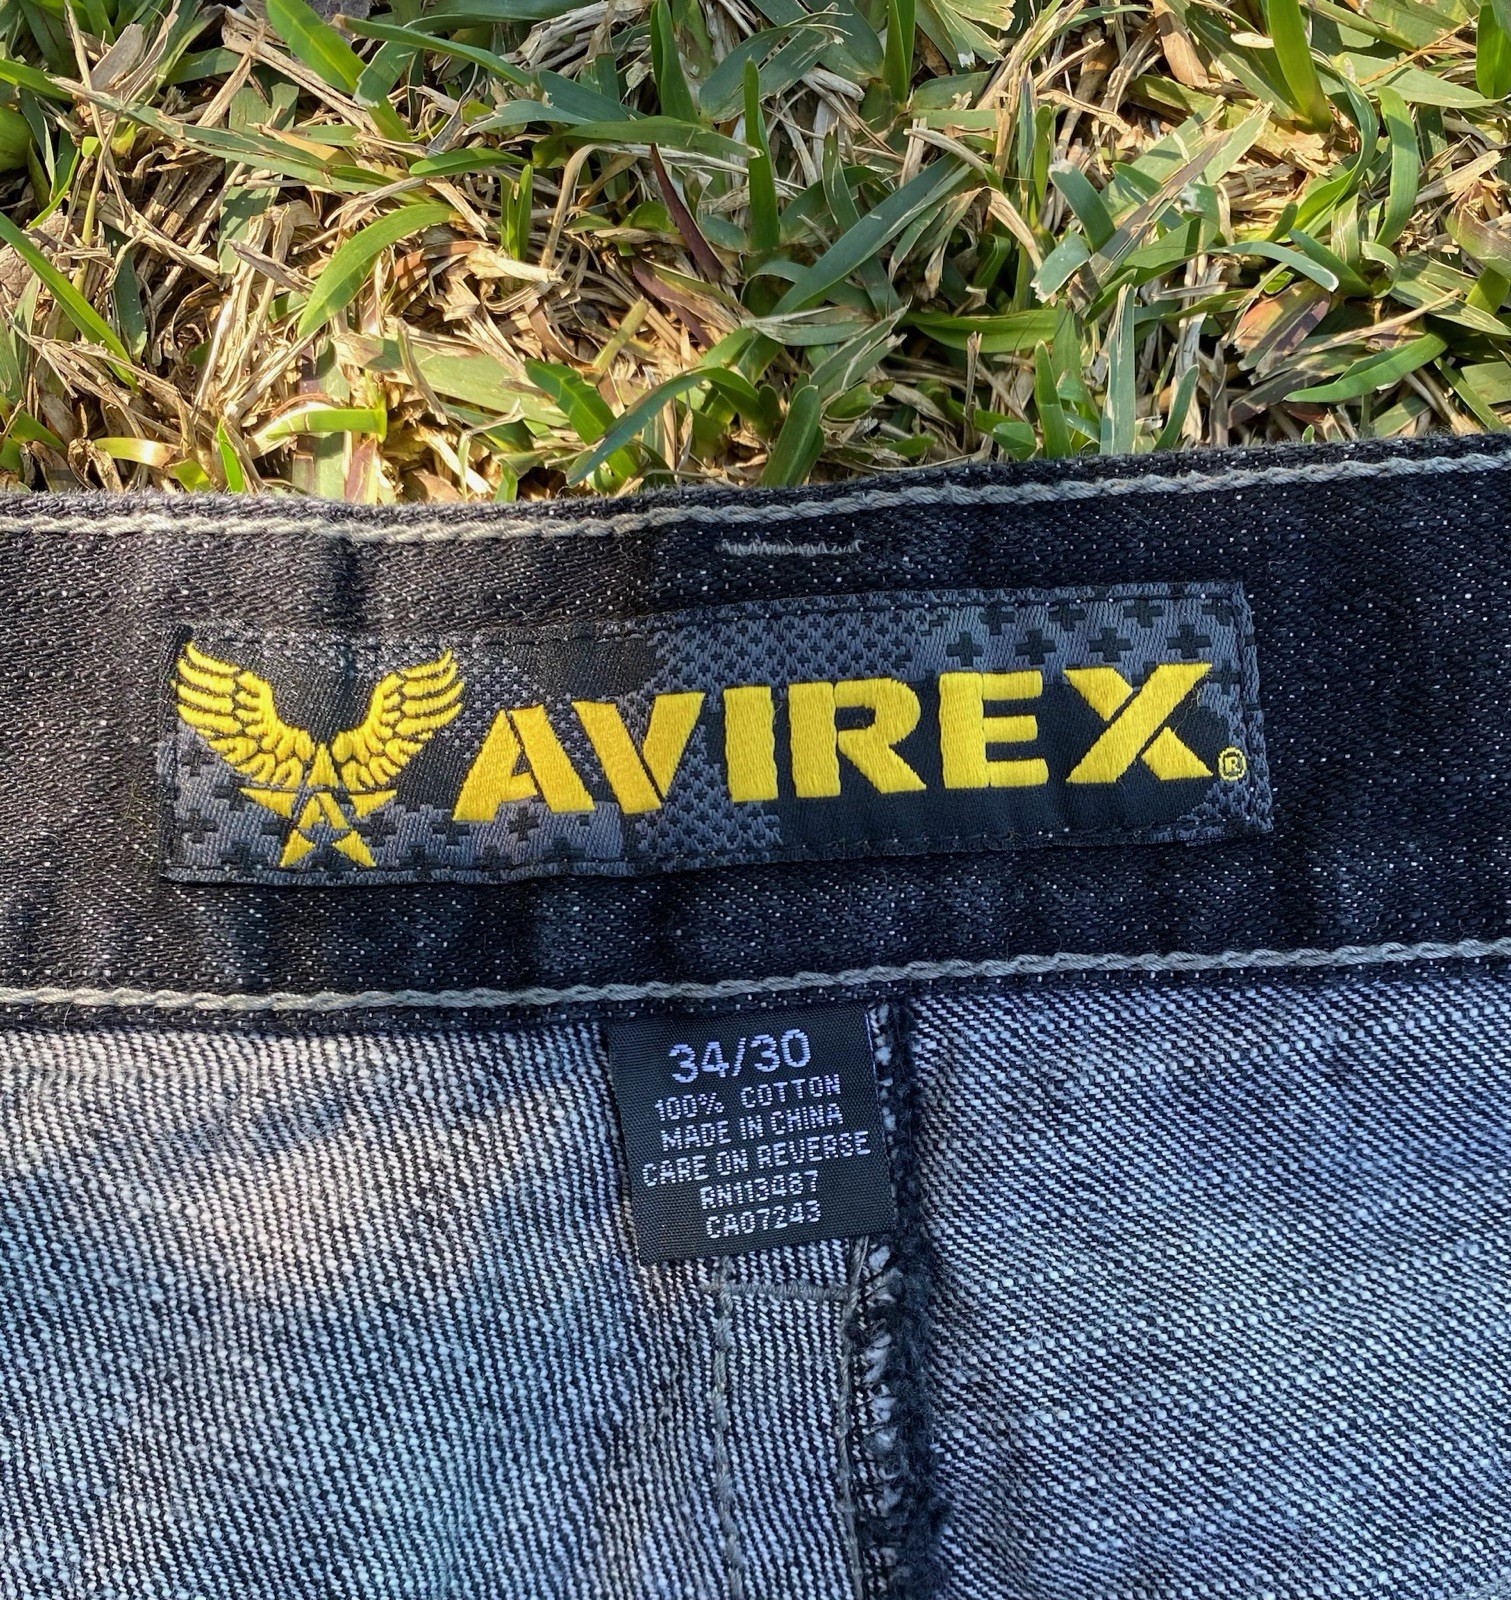 AVIREX®
34/30
100% COTTON
MADE IN CHINA
CARE ON REVERSE
RN113487
CA07243